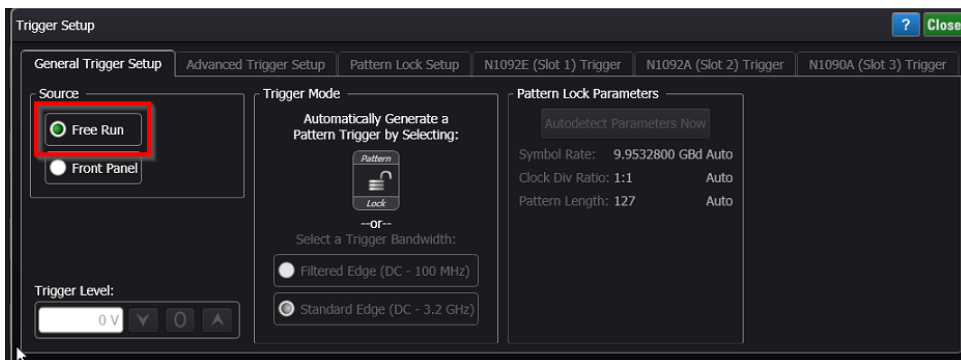 Trigger Setup
?
Close
General Trigger Setup
Advanced Trigger Setup
Pattern Lock Setup
N1092E (Slot 1) Trigger
N1092A (Slot 2) Trigger
N1090A (Slot 3) Trigger
Source
Free Run
Front Panel
Trigger Level:
0 V
0
Trigger Mode
Automatically Generate a
Pattern Trigger by Selecting:
Pattern
Lock
--or--
Select a Trigger Bandwidth:
Filtered Edge (DC - 100 MHz)
Standard Edge (DC - 3.2 GHz)
Pattern Lock Parameters
Autodetect Parameters Now
Symbol Rate: 9.9532800 GBd Auto
Clock Div Ratio: 1:1 Auto
Pattern Length: 127 Auto